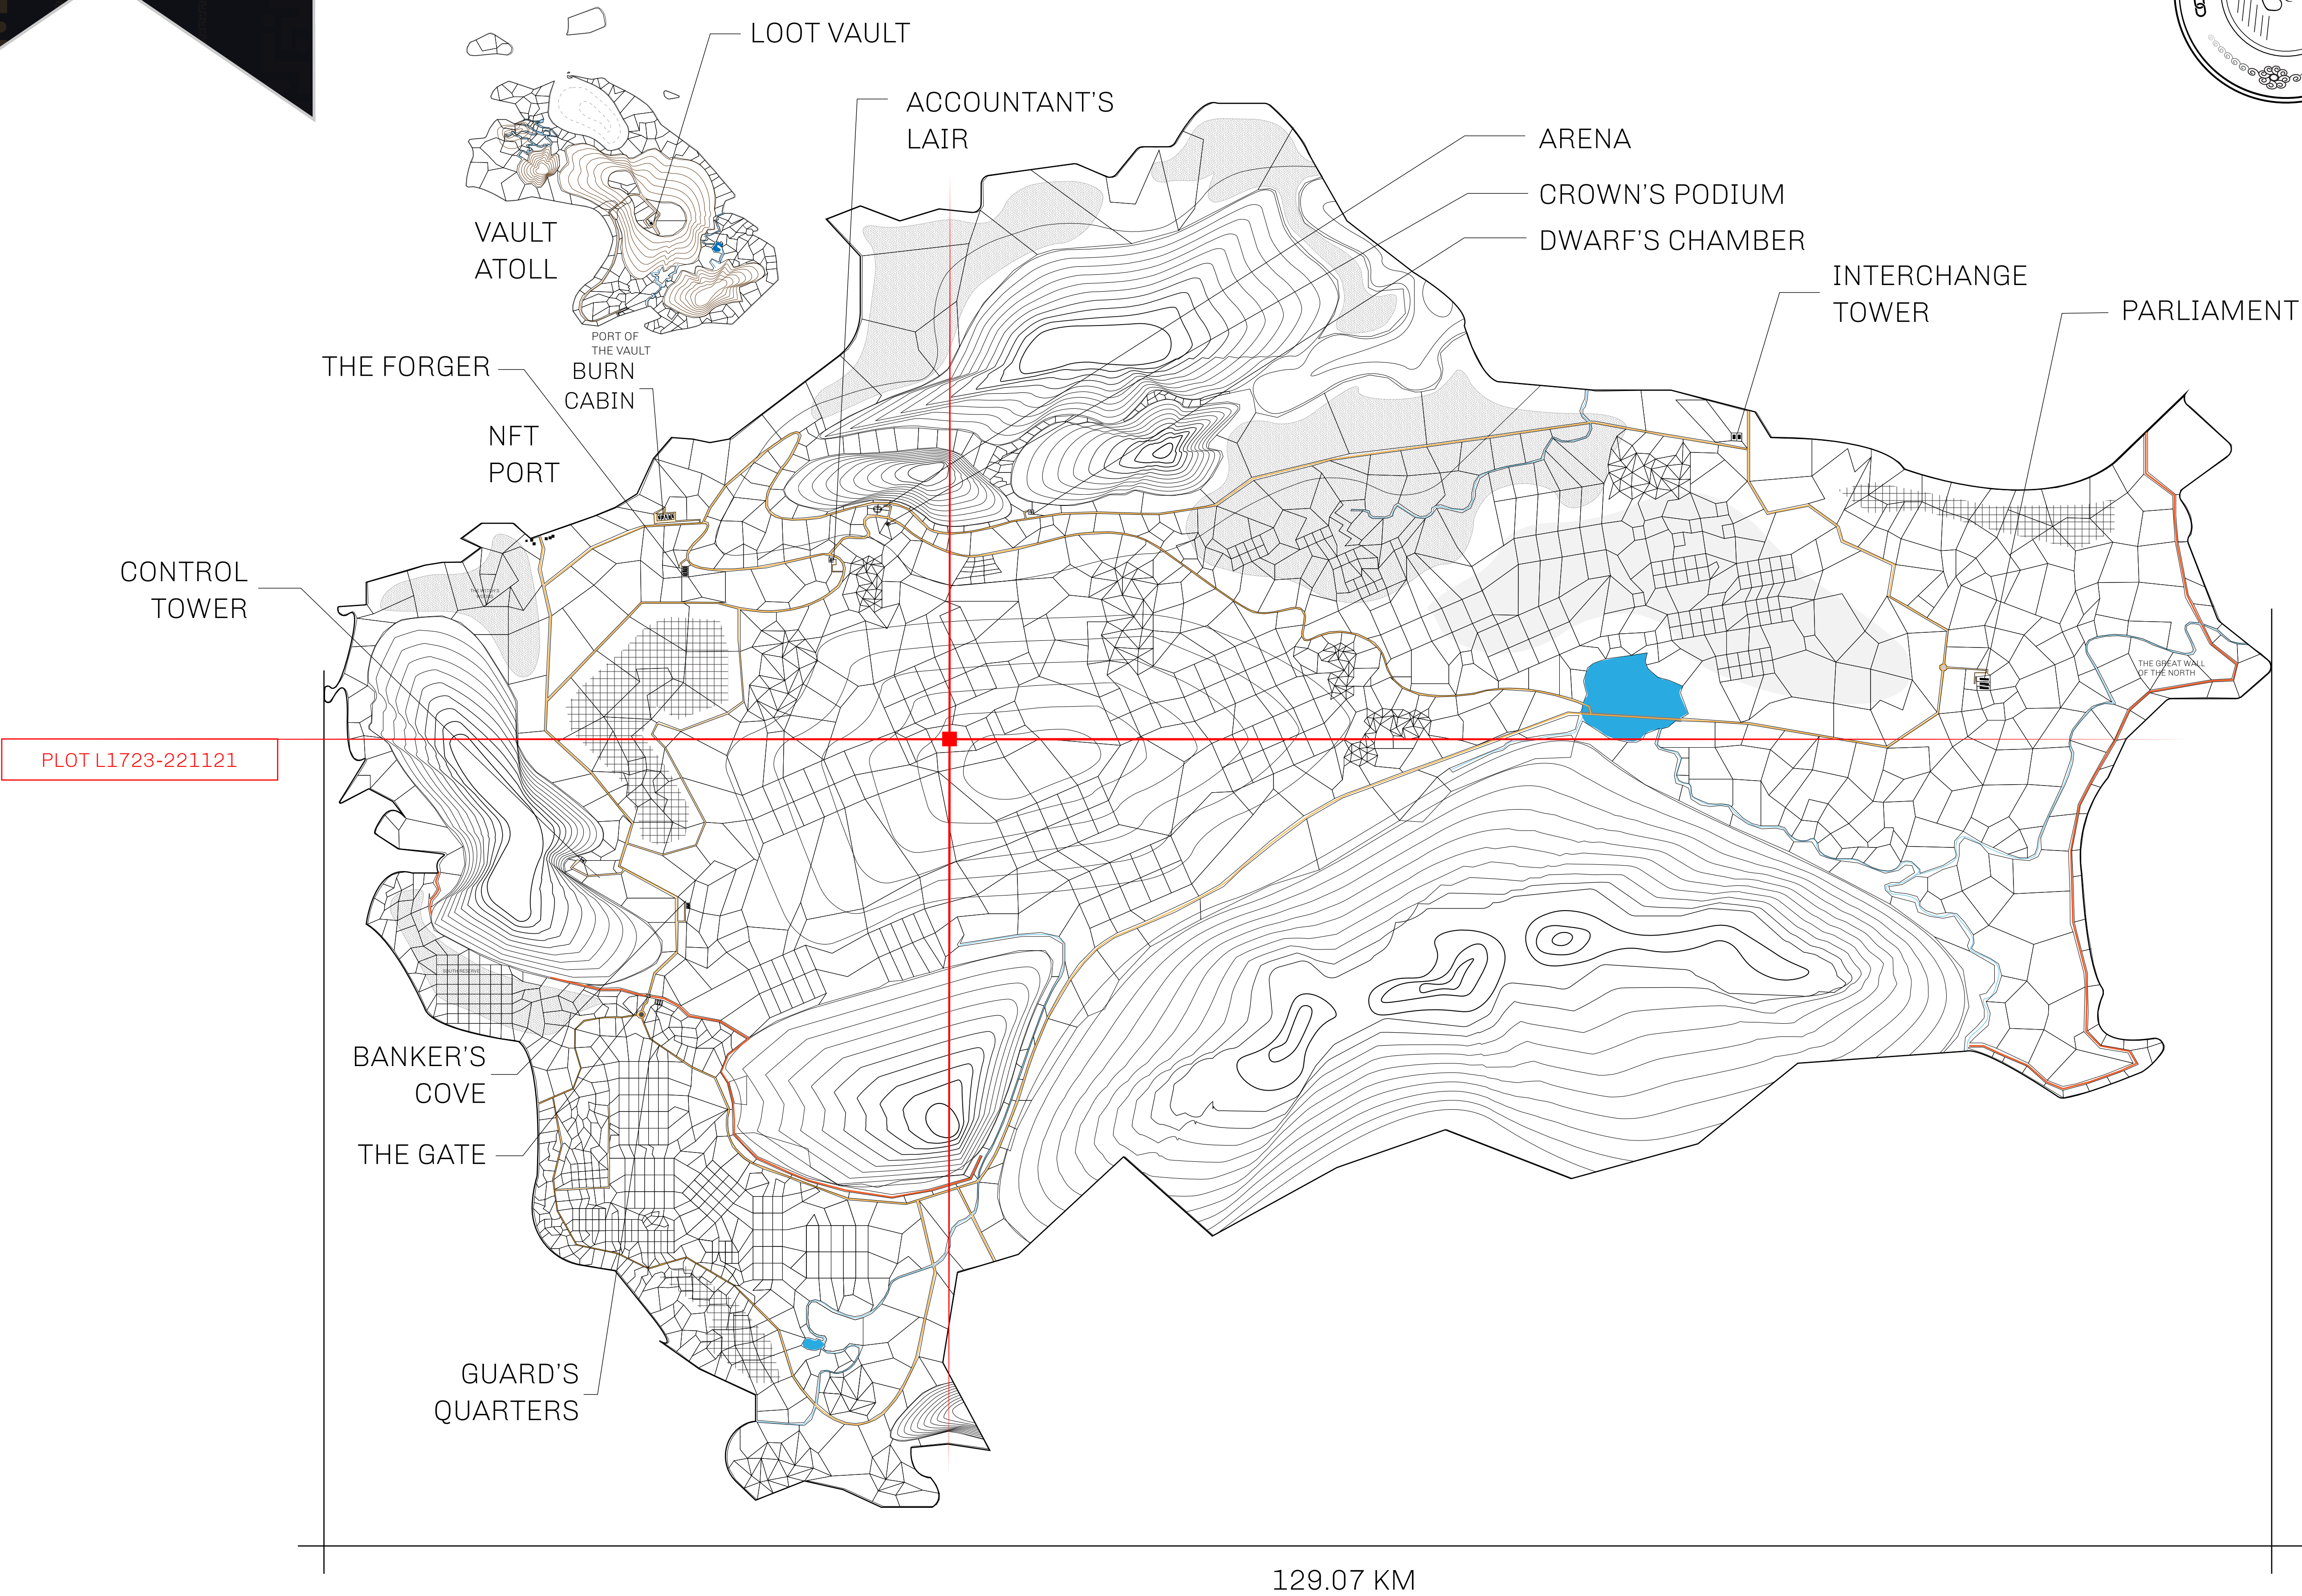 LOOT VAULT
ACCOUNTANT'S
LAIR
ARENA
CROWN'S PODIUM
DWARF'S CHAMBER
VAULT
ATOLL
INTERCHANGE
TOWER
PARLIAMENT
PORT OF
THE VAULT
THE FORGER
BURN
CABIN
NFT
PORT
CONTROL
TOWER
THE GREAT WALL
OF THE NORTH
PLOT L1723-221121
SOUTH RESERVE
BANKER'S
COVE
THE GATE
GUARD'S
QUARTERS
129.07 KM